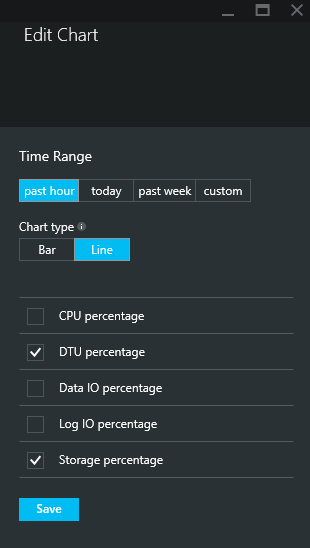 Edit Chart
Time Range
past hour today past week custom
Chart type
Bar Line
CPU percentage
DTU percentage
Data IO percentage
Log IO percentage
Storage percentage
Save